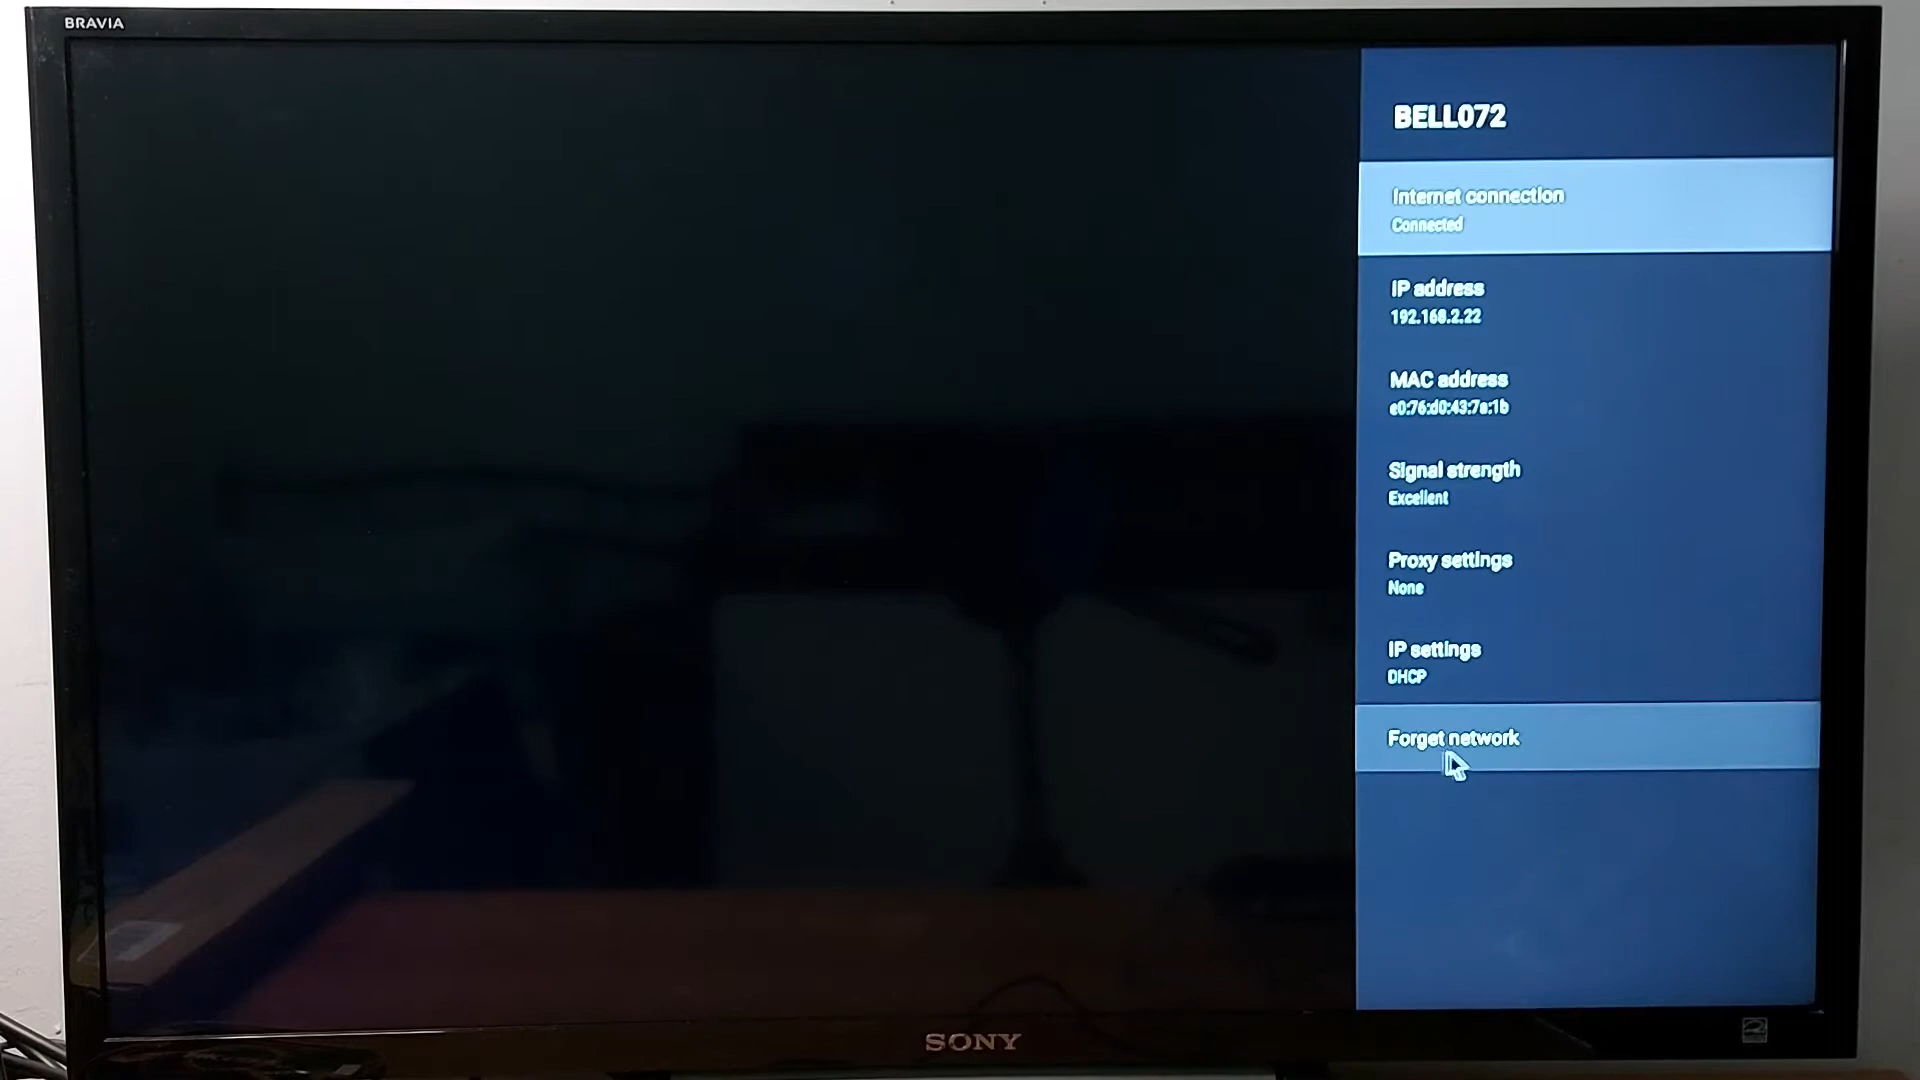 BRAVIA
BELL072
Internet connection
Connected
IP address
192.168.2.22
MAC address
e0:76:d0:43:7a:1b
Signal strength
Excellent
Proxy settings
None
IP settings
DHCP
Forget network
SONY